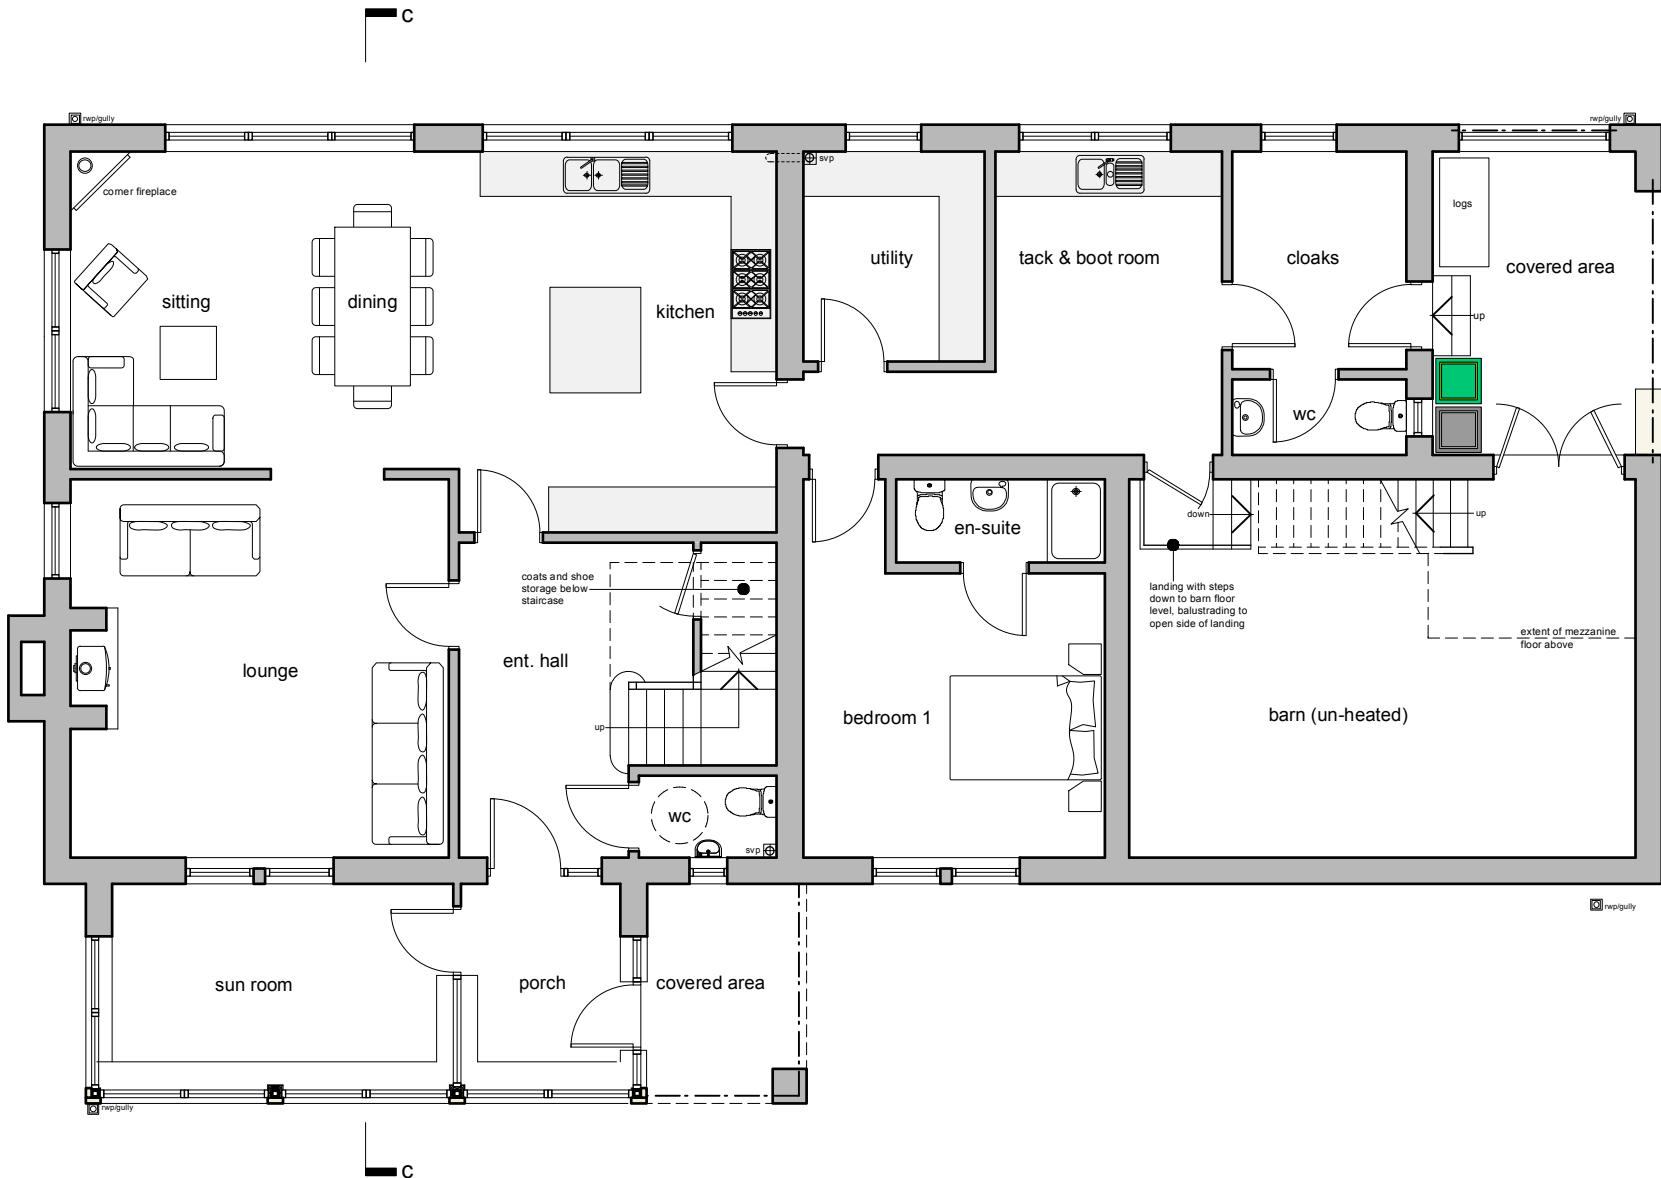 c
rwp/gully
rwp/gully
corner fireplace
svp
logs
utility
tack & boot room
cloaks
covered area
sitting
dining
kitchen
up
wc
en-suite
down
up
coats and shoe
storage below
staircase
landing with steps
down to barn floor
level, balustrading to
open side of landing
extent of mezzanine
floor above
lounge
ent. hall
up
bedroom 1
barn (un-heated)
wc
svp
rwp/gully
sun room
porch
covered area
rwp/gully
c